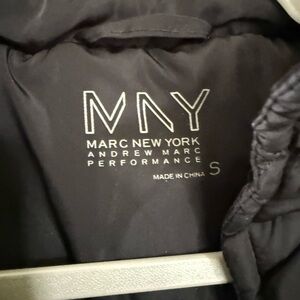 MNY
MARC NEW YORK
ANDREW MARC
PERFORMANCE
MADE IN CHINA S